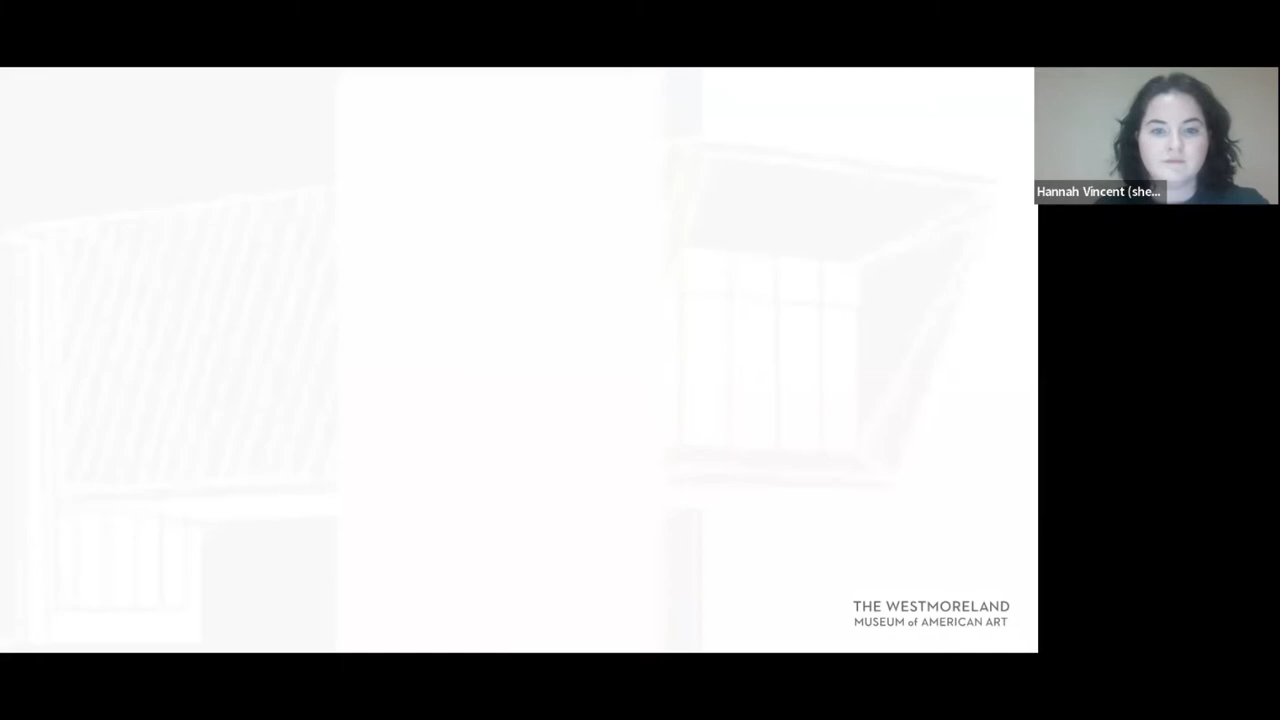 Hannah Vincent (she...
THE WESTMORELAND
MUSEUM of AMERICAN ART